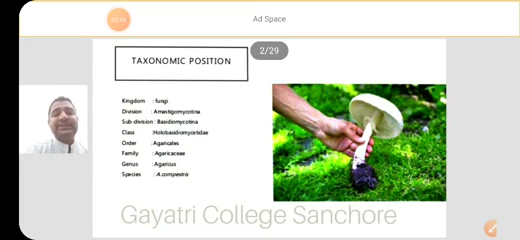 Ad Space
2/29
TAXONOMIC POSITION
Kingdom : fungi
Division : Amastigomycotina
Sub-division : Basidiomycotina
Class :Holobasidiomycetidae
Order : Agaricales
Family : Agaricaceae
Genus : Agaricus
Species : A.compestris
Gayatri College Sanchore